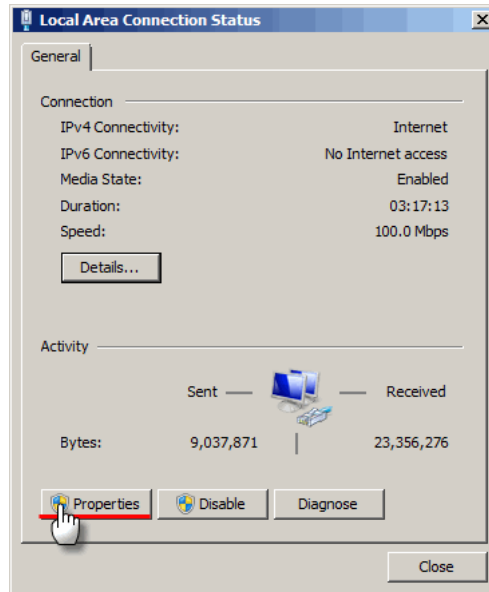 Local Area Connection Status
General
Connection
IPv4 Connectivity: Internet
IPv6 Connectivity: No Internet access
Media State: Enabled
Duration: 03:17:13
Speed: 100.0 Mbps
Details...
Activity
Sent Received
Bytes: 9,037,871 23,356,276
Properties Disable Diagnose
Close